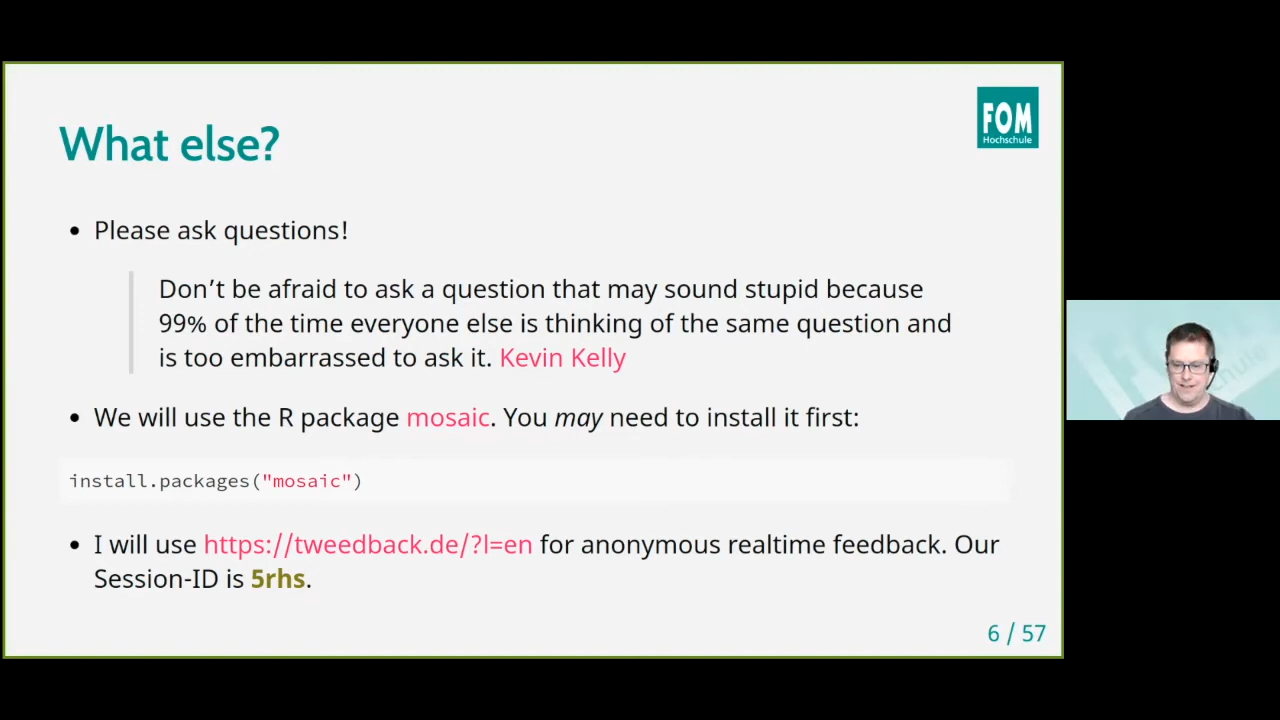 What else?
FOM
Hochschule
• Please ask questions!
Don’t be afraid to ask a question that may sound stupid because
99% of the time everyone else is thinking of the same question and
is too embarrassed to ask it. Kevin Kelly
• We will use the R package mosaic. You may need to install it first:
install.packages("mosaic")
• I will use https://tweedback.de/?l=en for anonymous realtime feedback. Our
Session-ID is 5rhs.
6 / 57